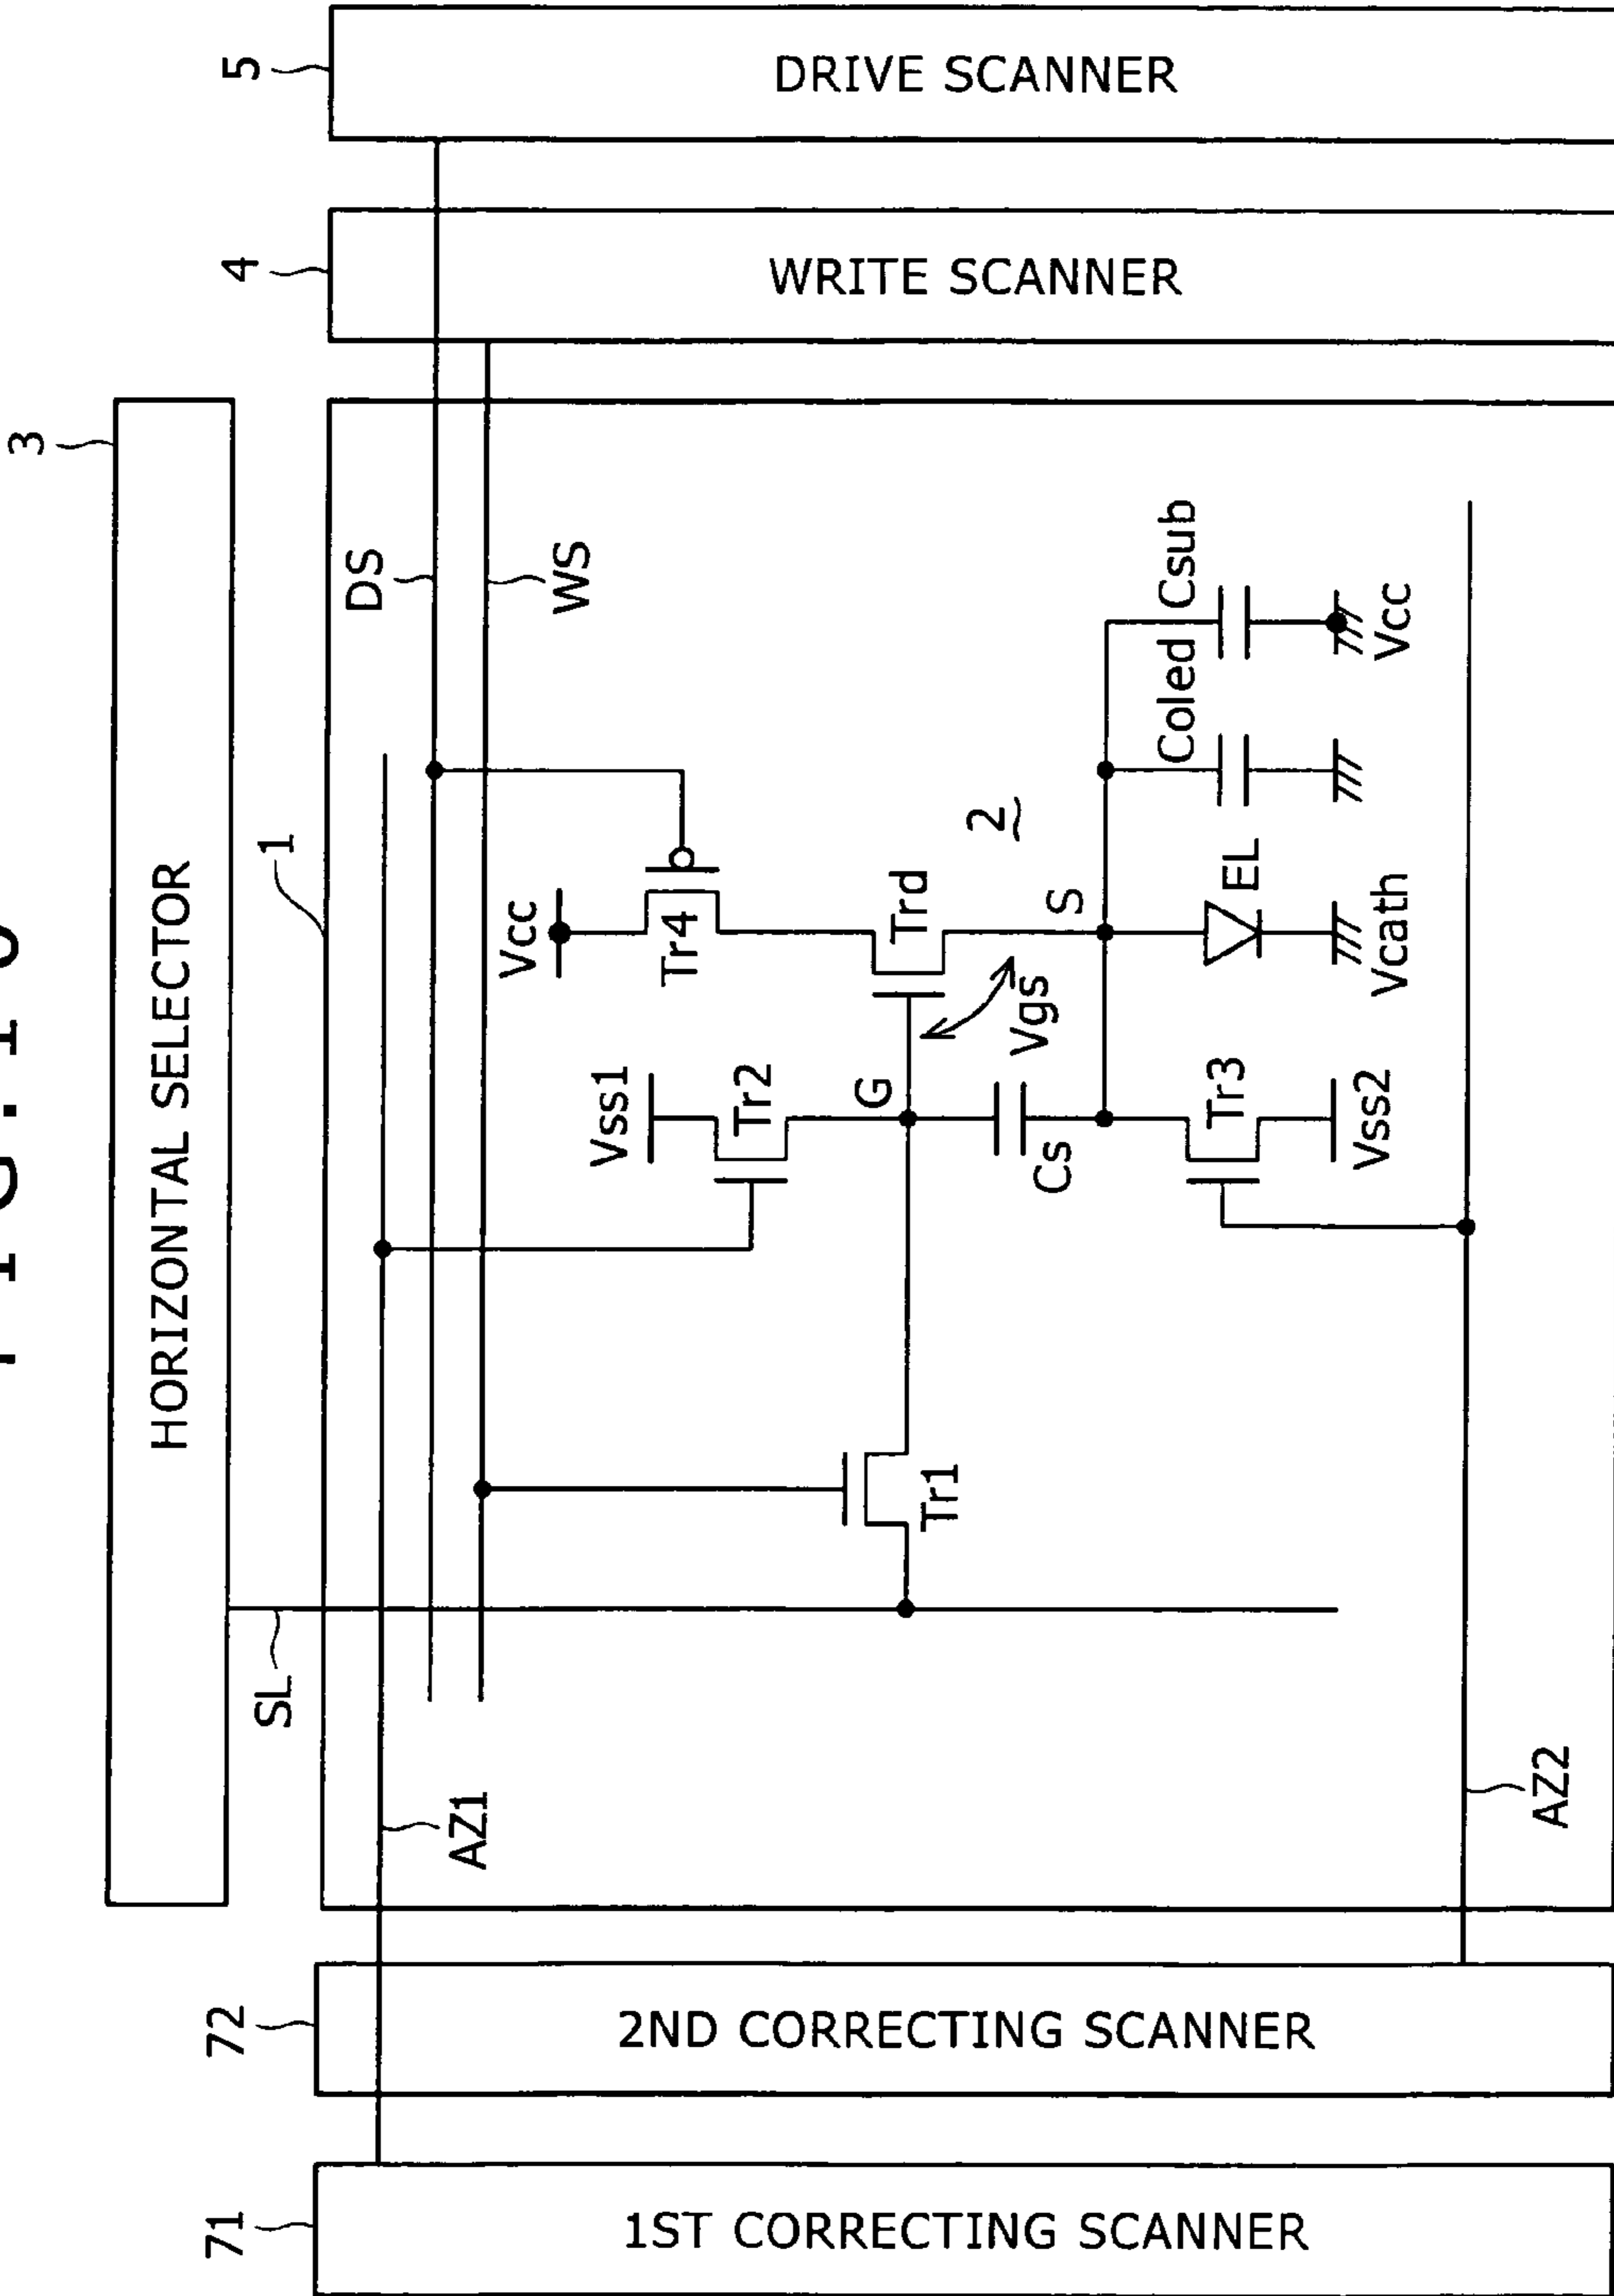 3
HORIZONTAL SELECTOR
5
4
72
71
1
SL
DRIVE SCANNER
WRITE SCANNER
2ND CORRECTING SCANNER
1ST CORRECTING SCANNER
DS
AZ1
WS
Vcc
Vss1
Tr4
Tr2
G
Trd
Tr1
2
Vgs
Cs
S
Coled
Csub
Tr3
EL
Vss2
Vcath
Vcc
AZ2